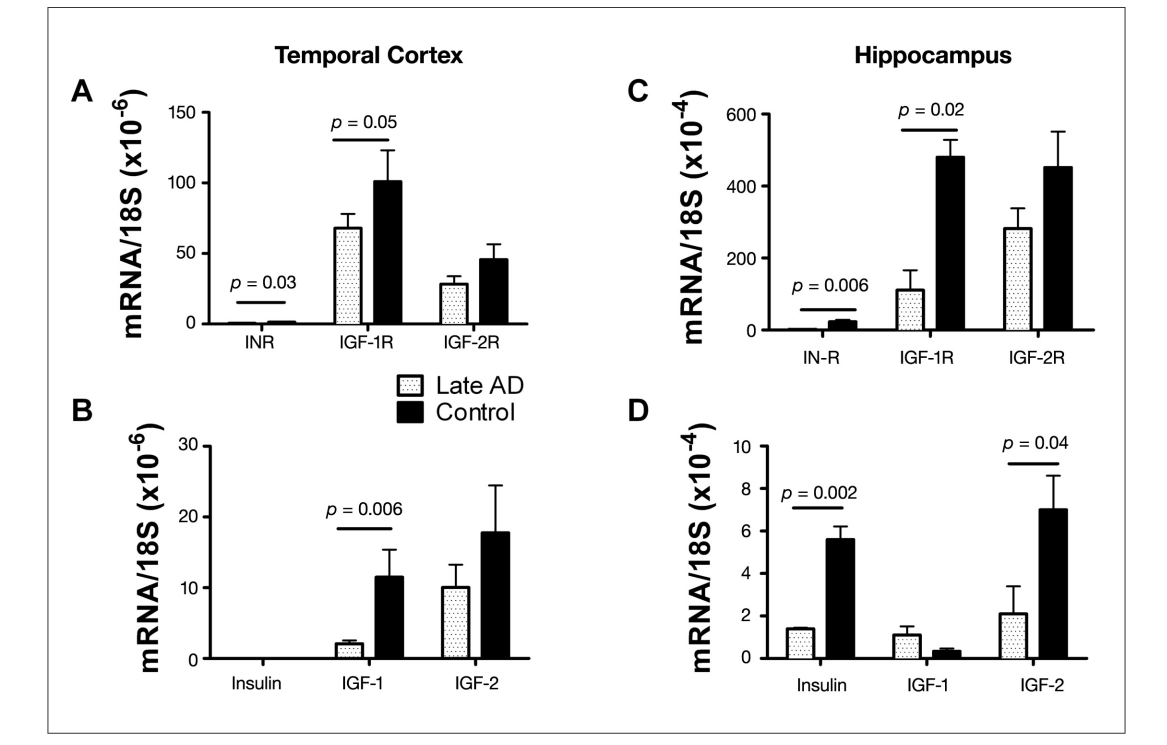 Temporal Cortex
A
mRNA/18S (x10-6)
150
100
50
0
p = 0.03
p = 0.05
INR
IGF-1R
IGF-2R
Hippocampus
C
mRNA/18S (x10-4)
600
400
200
0
p = 0.006
p = 0.02
IN-R
IGF-1R
IGF-2R
Late AD
Control
B
mRNA/18S (x10-6)
30
20
10
0
p = 0.006
Insulin
IGF-1
IGF-2
D
mRNA/18S (x10-4)
10
8
6
4
2
0
p = 0.002
p = 0.04
Insulin
IGF-1
IGF-2